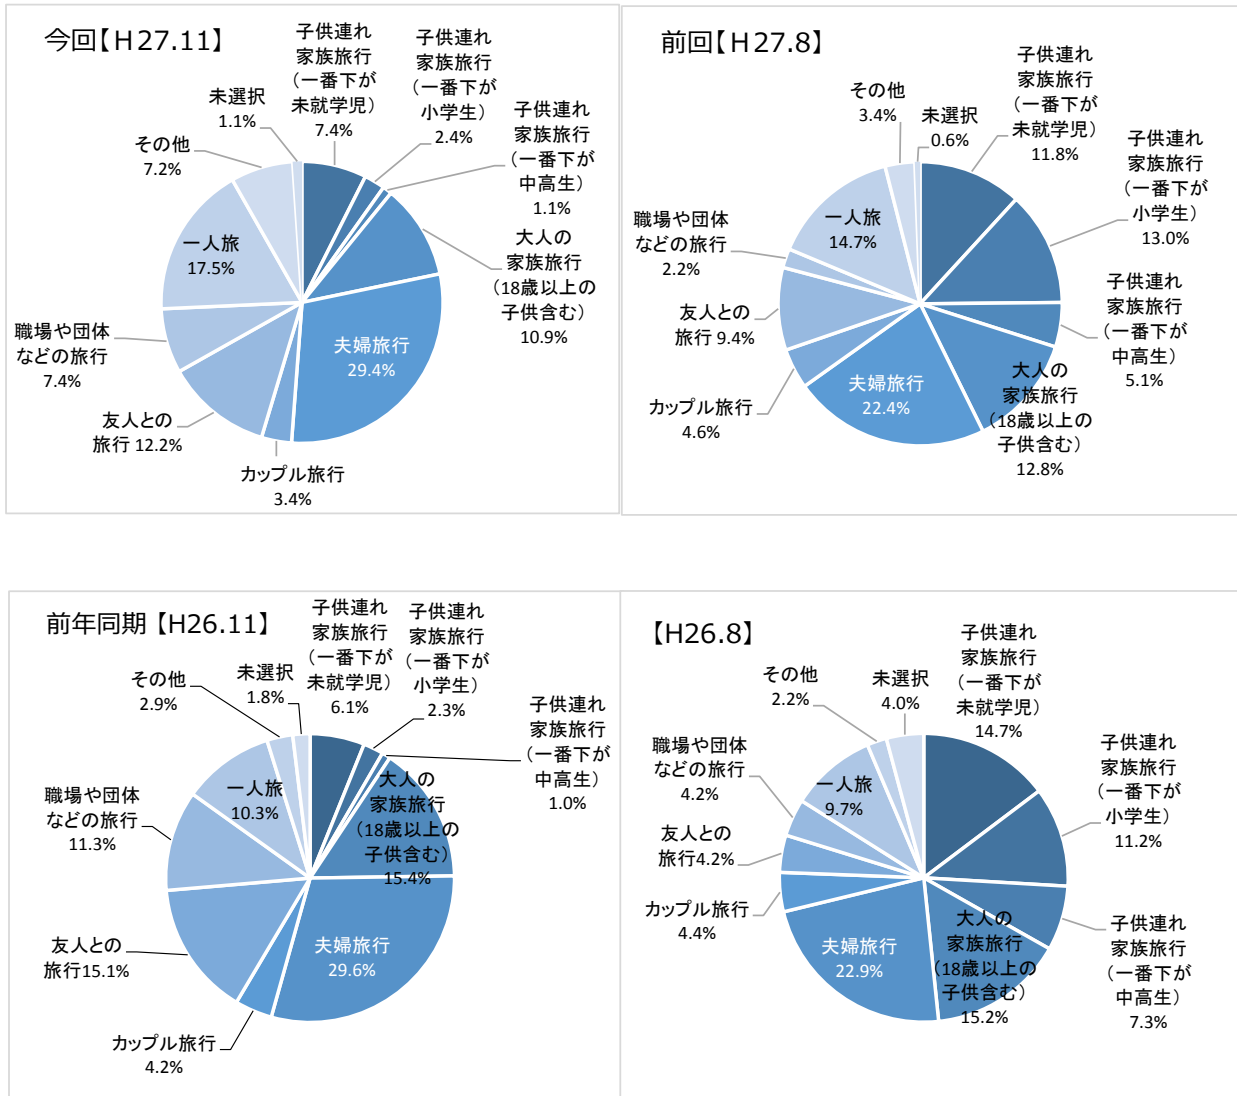 今回【H27.11】
子供連れ
家族旅行
（一番下が
未就学児）
7.4%
子供連れ
家族旅行
（一番下が
小学生）
2.4%
子供連れ
家族旅行
（一番下が
中高生）
1.1%
大人の
家族旅行
（18歳以上の
子供含む）
10.9%
夫婦旅行
29.4%
カップル旅行
3.4%
友人との
旅行 12.2%
職場や団体
などの旅行
7.4%
一人旅
17.5%
その他
7.2%
未選択
1.1%
前回【H27.8】
子供連れ
家族旅行
（一番下が
未就学児）
11.8%
子供連れ
家族旅行
（一番下が
小学生）
13.0%
子供連れ
家族旅行
（一番下が
中高生）
5.1%
大人の
家族旅行
（18歳以上の
子供含む）
12.8%
夫婦旅行
22.4%
カップル旅行
4.6%
友人との
旅行 9.4%
職場や団体
などの旅行
2.2%
一人旅
14.7%
その他
3.4%
未選択
0.6%
前年同期【H26.11】
子供連れ
家族旅行
（一番下が
未就学児）
6.1%
子供連れ
家族旅行
（一番下が
小学生）
2.3%
子供連れ
家族旅行
（一番下が
中高生）
1.0%
大人の
家族旅行
（18歳以上の
子供含む）
15.4%
夫婦旅行
29.6%
カップル旅行
4.2%
友人との
旅行15.1%
職場や団体
などの旅行
11.3%
一人旅
10.3%
その他
2.9%
未選択
1.8%
【H26.8】
子供連れ
家族旅行
（一番下が
未就学児）
14.7%
子供連れ
家族旅行
（一番下が
小学生）
11.2%
子供連れ
家族旅行
（一番下が
中高生）
7.3%
大人の
家族旅行
（18歳以上の
子供含む）
15.2%
夫婦旅行
22.9%
カップル旅行
4.4%
友人との
旅行4.2%
職場や団体
などの旅行
4.2%
一人旅
9.7%
その他
2.2%
未選択
4.0%